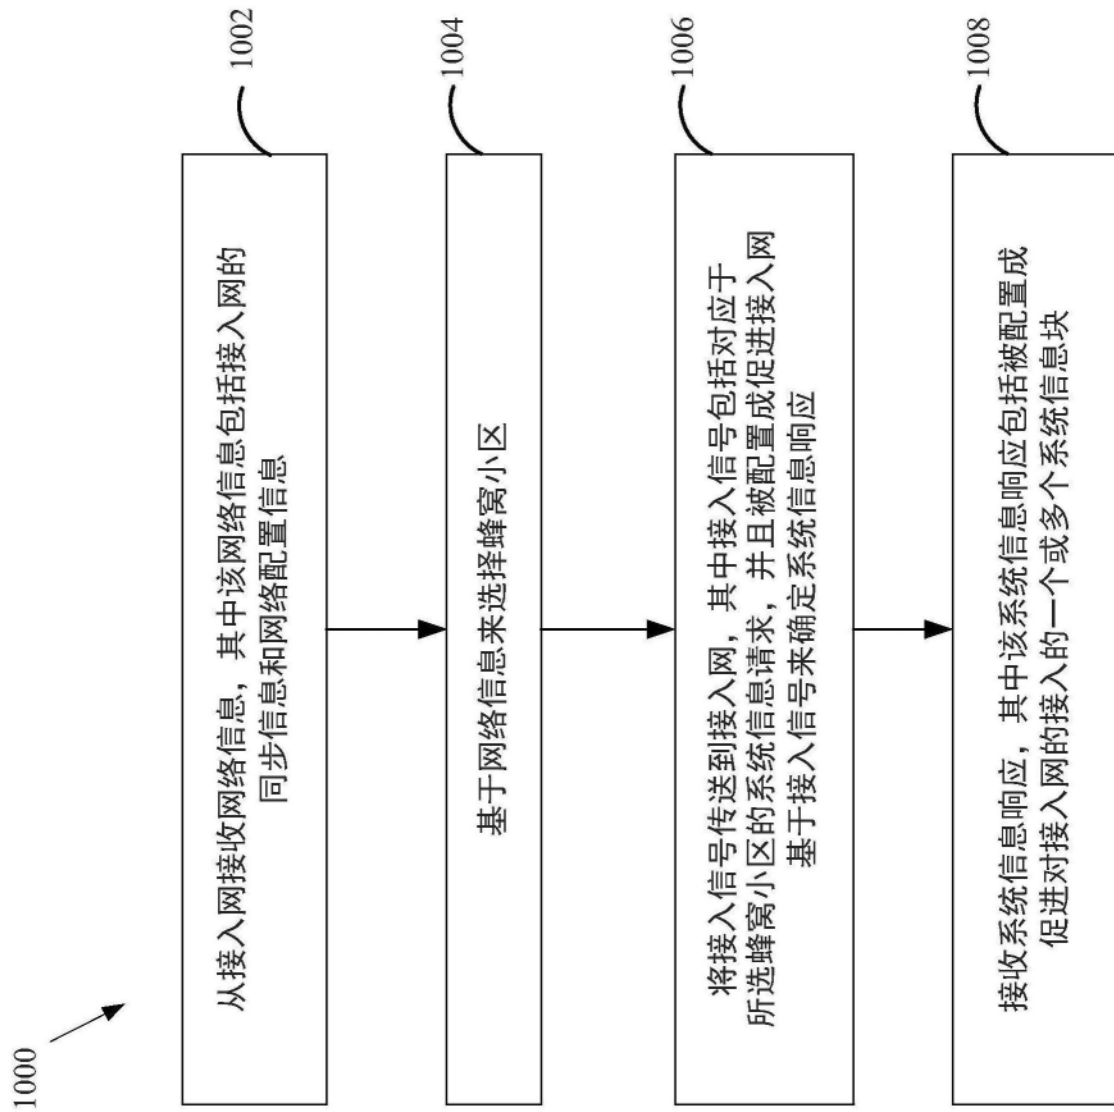 1000
从接入网接收网络信息，其中该网络信息包括接入网的
同步信息和网络配置信息
1002
基于网络信息来选择蜂窝小区
1004
将接入信号传送到接入网，其中接入信号包括对应于
所选蜂窝小区的系统信息请求，并且被配置成促进接入网
基于接入信号来确定系统信息响应
1006
接收系统信息响应，其中该系统信息响应包括被配置成
促进对接入网的接入的一个或多个系统信息块
1008